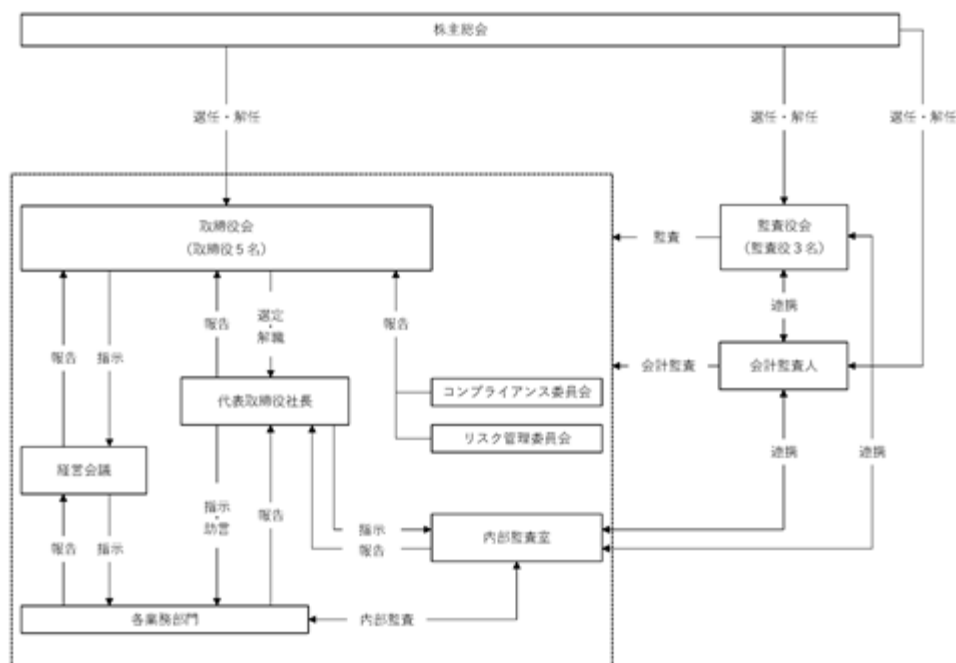 株主総会
選任・解任
選任・解任
選任・解任
取締役会
（取締役５名）
監査
監査役会
（監査役３名）
報告
指示
報告
選定・解職
報告
連携
会計監査
会計監査人
代表取締役社長
コンプライアンス委員会
リスク管理委員会
経営会議
連携
連携
報告
指示
指示・助言
報告
指示
報告
内部監査室
各業務部門
内部監査